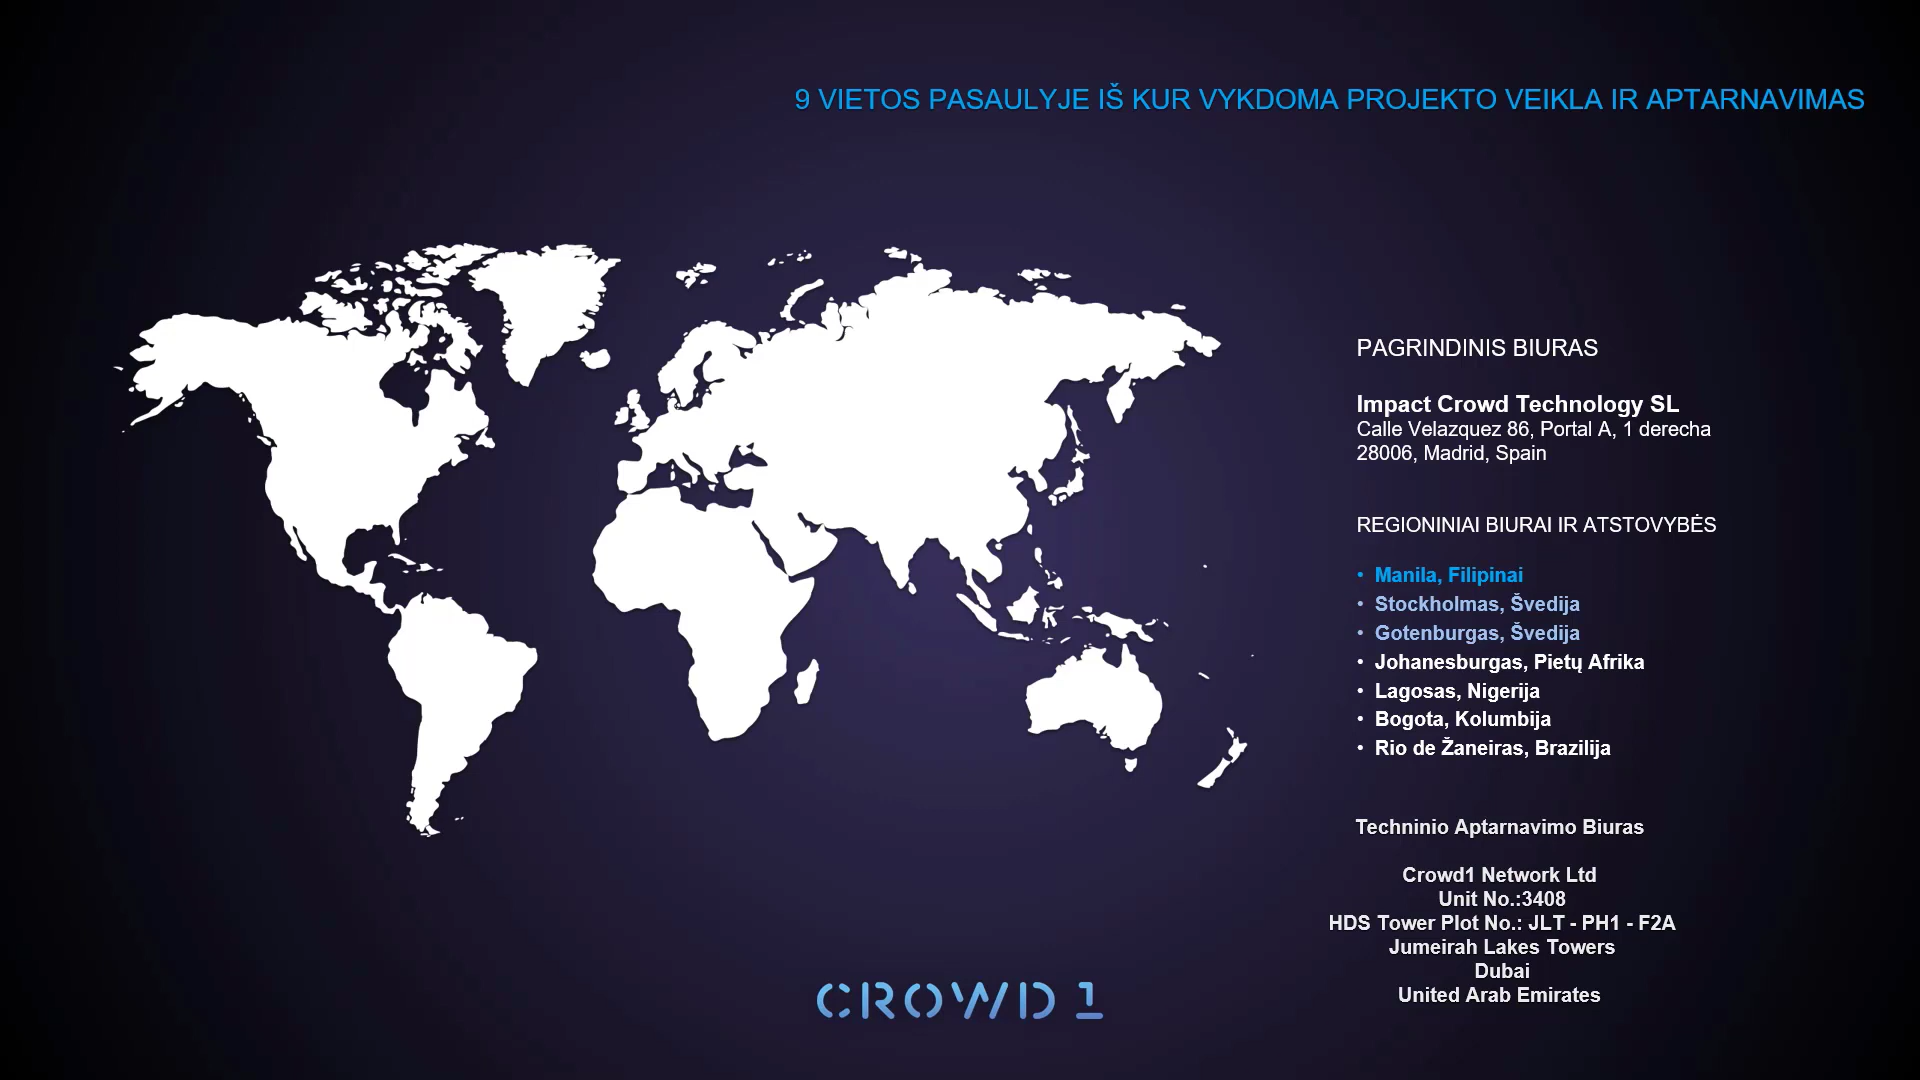 9 VIETOS PASAULYJE IŠ KUR VYKDOMA PROJEKTO VEIKLA IR APTARNAVIMAS
PAGRINDINIS BIURAS
Impact Crowd Technology SL
Calle Velazquez 86, Portal A, 1 derecha
28006, Madrid, Spain
REGIONINIAI BIURAI IR ATSTOVYBĖS
• Manila, Filipinai
• Stockholmas, Švedija
• Gotenburgas, Švedija
• Johanesburgas, Pietų Afrika
• Lagosas, Nigerija
• Bogota, Kolumbija
• Rio de Žaneiras, Brazilija
Techninio Aptarnavimo Biuras
Crowd1 Network Ltd
Unit No.:3408
HDS Tower Plot No.: JLT - PH1 - F2A
Jumeirah Lakes Towers
Dubai
United Arab Emirates
CROWD 1